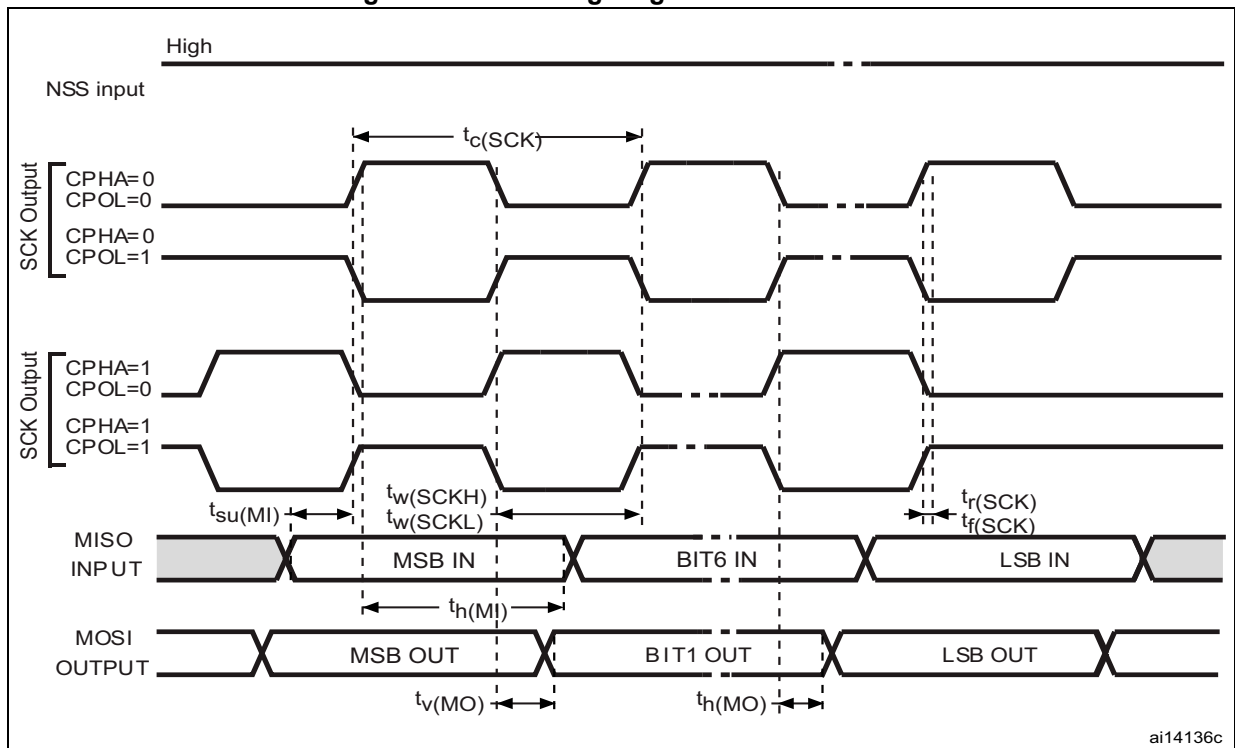 High
NSS input
tc(SCK)
SCK Output
CPHA=0
CPOL=0
CPHA=0
CPOL=1
SCK Output
CPHA=1
CPOL=0
CPHA=1
CPOL=1
tsu(MI)
tw(SCKH)
tw(SCKL)
tr(SCK)
tf(SCK)
MISO
INPUT
MSB IN
BIT6 IN
LSB IN
th(MI)
MOSI
OUTPUT
MSB OUT
BIT1 OUT
LSB OUT
tv(MO)
th(MO)
ai14136c